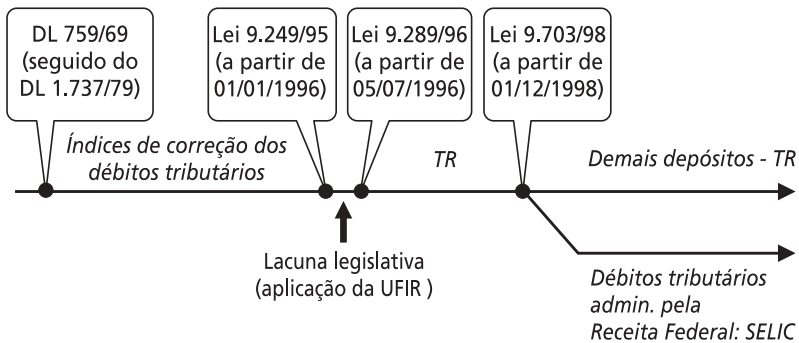 DL 759/69
(seguido do
DL 1.737/79)
Lei 9.249/95
(a partir de
01/01/1996)
Lei 9.289/96
(a partir de
05/07/1996)
Lei 9.703/98
(a partir de
01/12/1998)
Índices de correção dos
débitos tributários
TR
Demais depósitos - TR
Lacuna legislativa
(aplicação da UFIR )
Débitos tributários
admin. pela
Receita Federal: SELIC